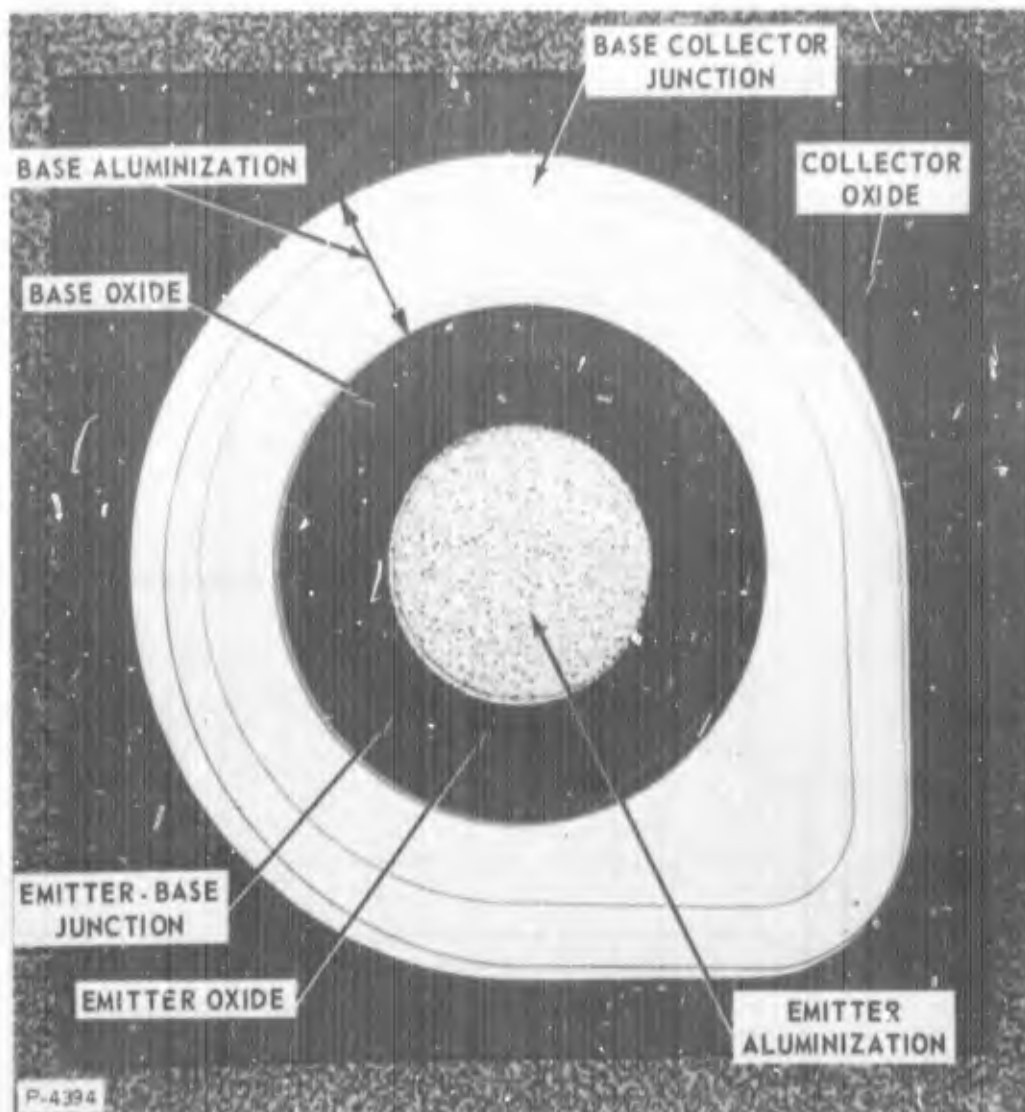 BASE COLLECTOR
JUNCTION
BASE ALUMINIZATION
COLLECTOR
OXIDE
BASE OXIDE
EMITTER-BASE
JUNCTION
EMITTER OXIDE
EMITTER
ALUMINIZATION
P-4394